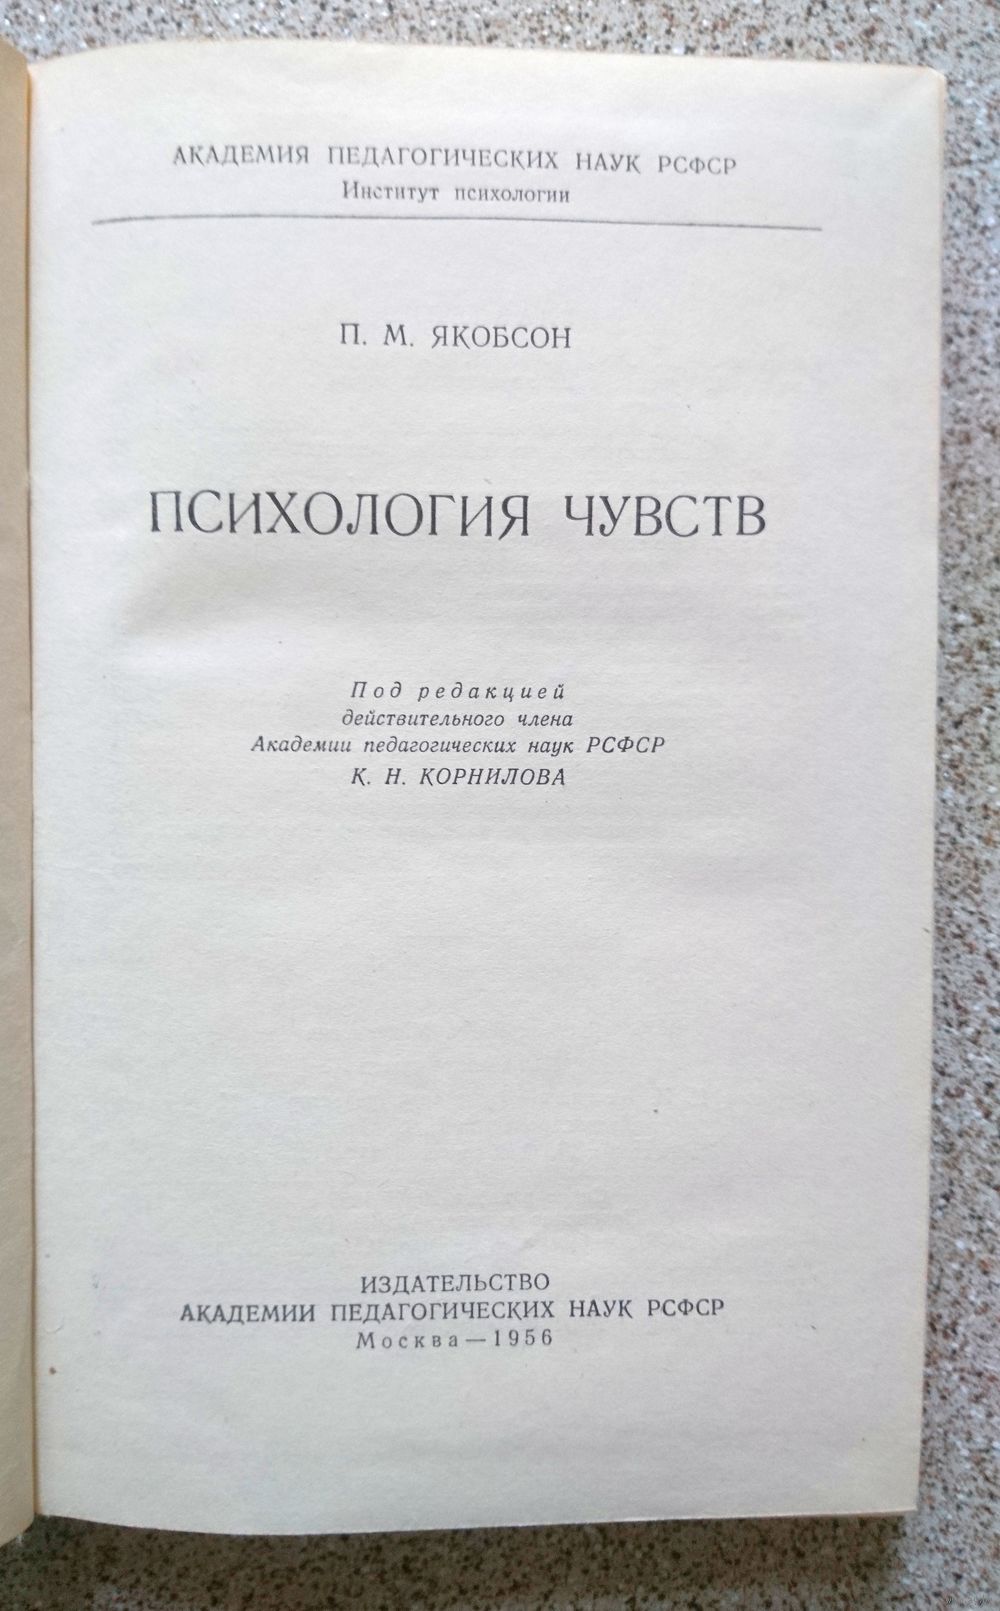 АКАДЕМИЯ ПЕДАГОГИЧЕСКИХ НАУК РСФСР
Институт психологии
П. М. ЯКОБСОН
ПСИХОЛОГИЯ ЧУВСТВ
Под редакцией
действительного члена
Академии педагогических наук РСФСР
К. Н. КОРНИЛОВА
ИЗДАТЕЛЬСТВО
АКАДЕМИИ ПЕДАГОГИЧЕСКИХ НАУК РСФСР
Москва — 1956